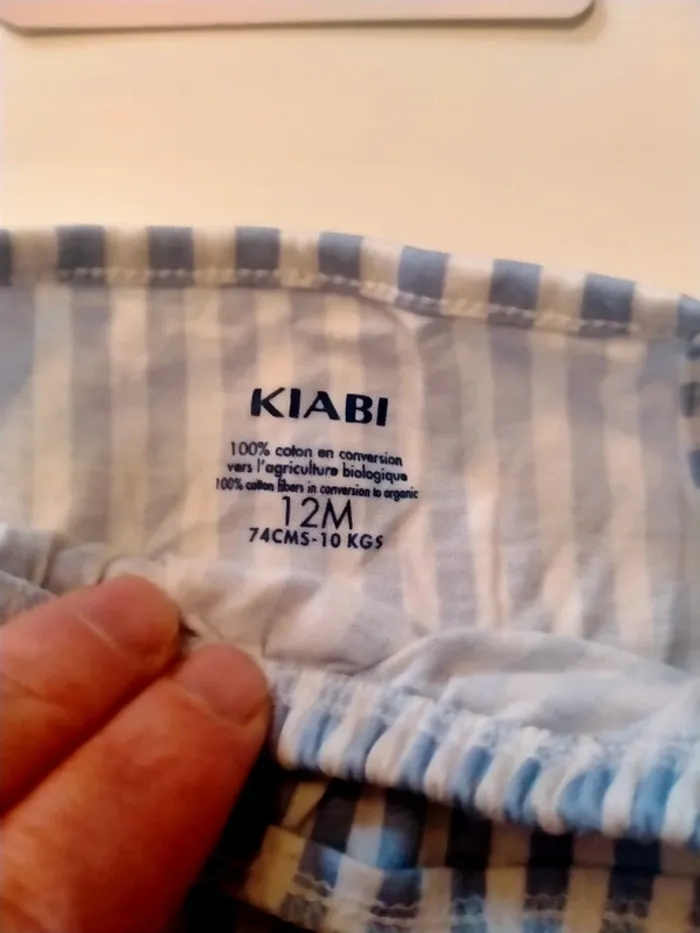 KIABI
100% coton en conversion
vers l'agriculture biologique
100% cotton fibers in conversion to organic
12M
74CMS-10 KGS